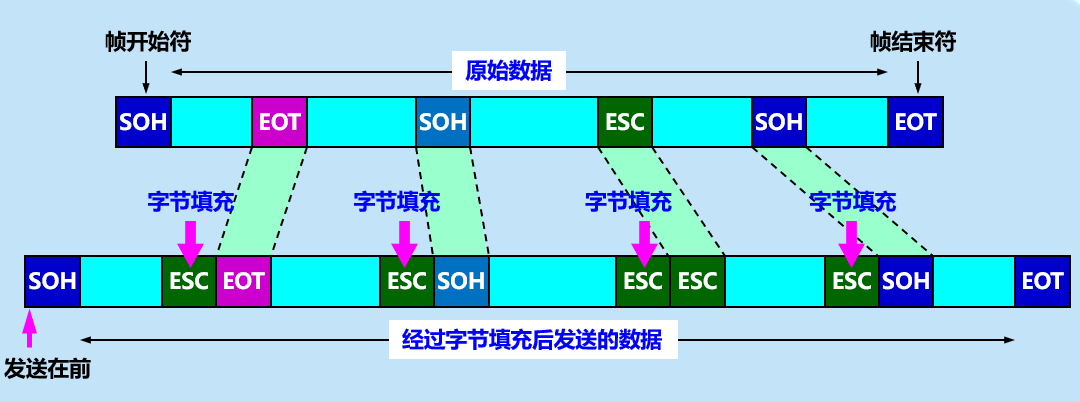 帧开始符
帧结束符
原始数据
SOH EOT SOH ESC SOH EOT
字节填充 字节填充 字节填充 字节填充
SOH ESC EOT ESC SOH ESC ESC ESC SOH EOT
经过字节填充后发送的数据
发送在前